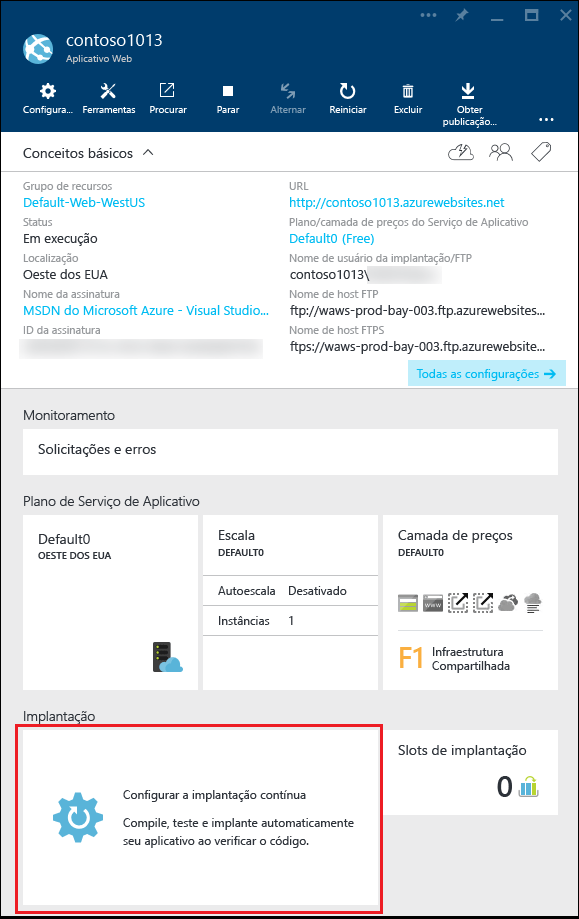 contoso1013
Aplicativo Web
Configura...
Ferramentas
Procurar
Parar
Alternar
Reiniciar
Excluir
Obter
publicação...
Conceitos básicos
Grupo de recursos
Default-Web-WestUS
Status
Em execução
Localização
Oeste dos EUA
Nome da assinatura
MSDN do Microsoft Azure - Visual Studio...
ID da assinatura
URL
http://contoso1013.azurewebsites.net
Plano/camada de preços do Serviço de Aplicativo
Default0 (Free)
Nome de usuário da implantação/FTP
contoso1013\
Nome de host FTP
ftp://waws-prod-bay-003.ftp.azurewebsites...
Nome de host FTPS
ftps://waws-prod-bay-003.ftp.azurewebsite...
Todas as configurações
Monitoramento
Solicitações e erros
Plano de Serviço de Aplicativo
Default0
OESTE DOS EUA
Escala
DEFAULT0
Autoescala Desativado
Instâncias 1
Camada de preços
DEFAULT0
www
F1 Infraestrutura
Compartilhada
Implantação
Configurar a implantação contínua
Compile, teste e implante automaticamente
seu aplicativo ao verificar o código.
Slots de implantação
0